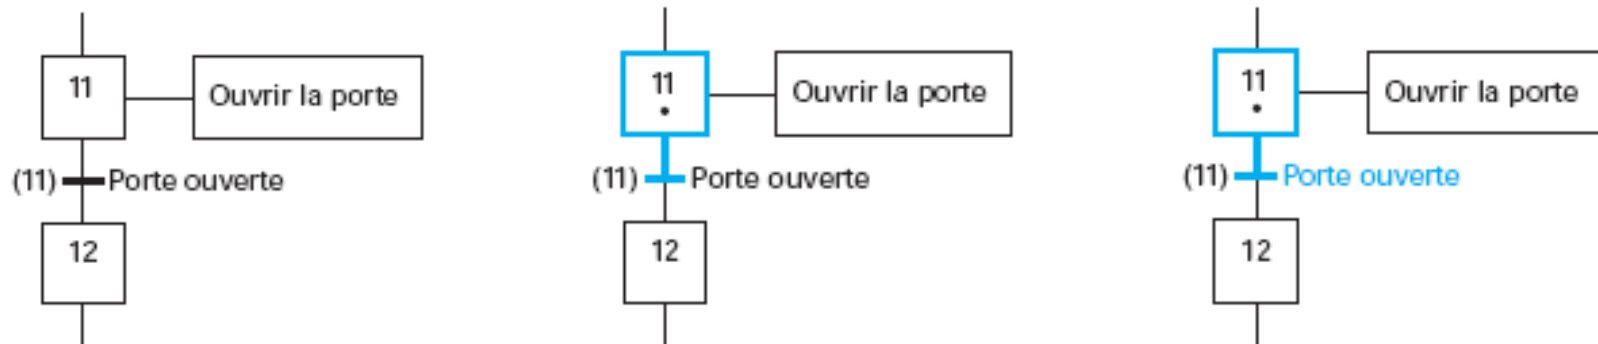 11
Ouvrir la porte
(11) Porte ouverte
12
11
Ouvrir la porte
(11) Porte ouverte
12
11
Ouvrir la porte
(11) Porte ouverte
12